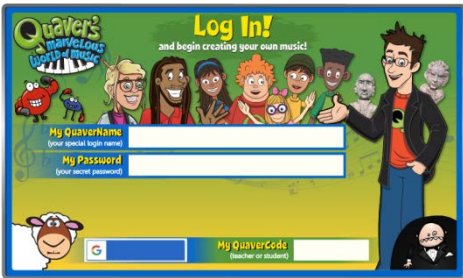 Quaver's
MARVELOUS
WORLD of MUSIC
Log In!
and begin creating your own music!
My QuaverName
(your special login name)
My Password
(your secret password)
G
My QuaverCode
(teacher or student)